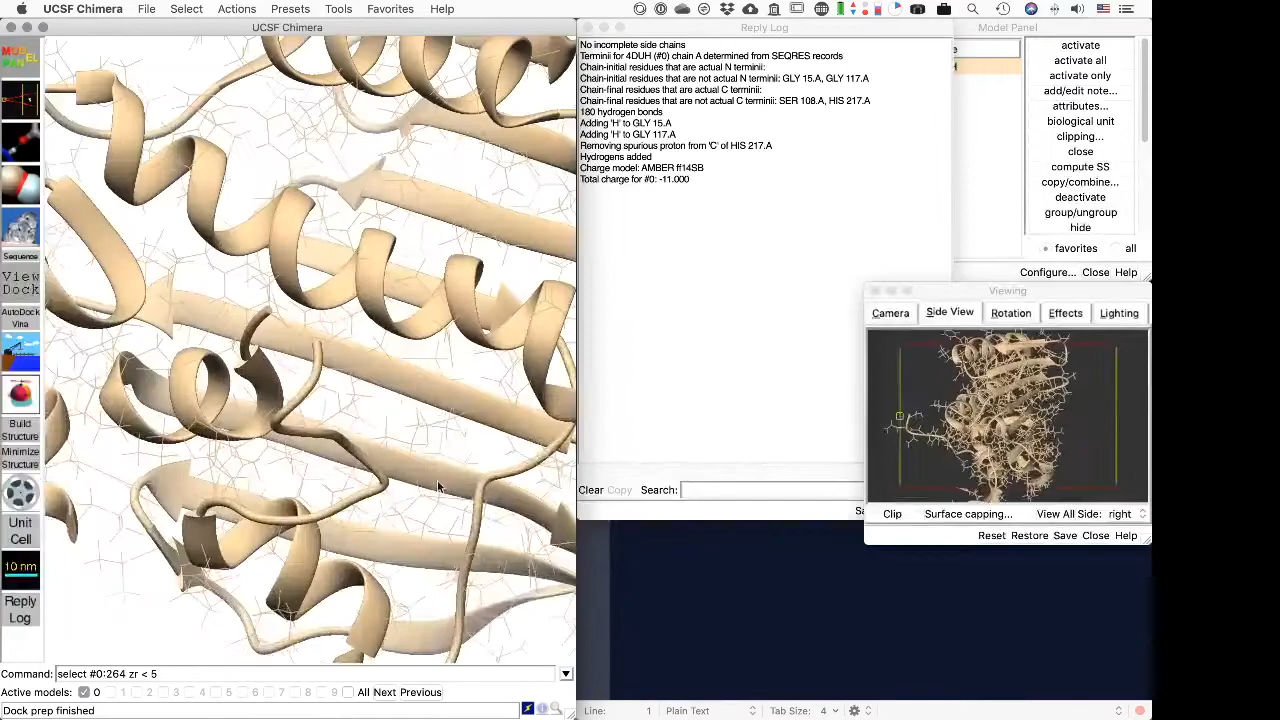 UCSF Chimera File Select Actions Presets Tools Favorites Help
UCSF Chimera
Reply Log
Model Panel
No incomplete side chains
Terminii for 4DUH (#0) chain A determined from SEQRES records
Chain-initial residues that are actual N terminii:
Chain-initial residues that are not actual N terminii: GLY 15.A, GLY 117.A
Chain-final residues that are actual C terminii:
Chain-final residues that are not actual C terminii: SER 108.A, HIS 217.A
180 hydrogen bonds
Adding 'H' to GLY 15.A
Adding 'H' to GLY 117.A
Removing spurious proton from 'C' of HIS 217.A
Hydrogens added
Charge model: AMBER ff14SB
Total charge for #0: -11.000
activate
activate all
activate only
add/edit note...
attributes...
biological unit
clipping...
close
compute SS
copy/combine...
deactivate
group/ungroup
hide
favorites all
Configure... Close Help
Sequence
View
Dock
AutoDock
Vina
Build
Structure
Minimize
Structure
Unit
Cell
10 nm
Reply
Log
Viewing
Camera Side View Rotation Effects Lighting
Clip Surface capping... View All Side: right
Reset Restore Save Close Help
Clear Copy Search:
Command: select #0:264 zr < 5
Active models: 0 1 2 3 4 5 6 7 8 9 All Next Previous
Dock prep finished
Line: 1 Plain Text Tab Size: 4